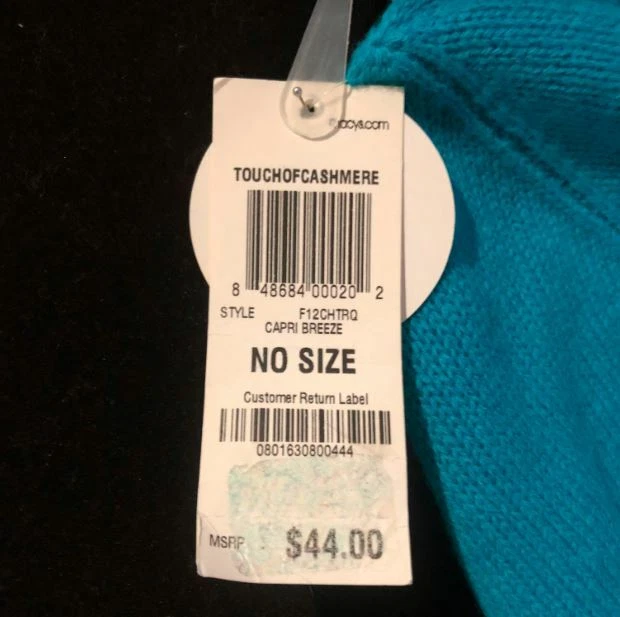 macys.com
TOUCHOFCASHMERE
8 48684 00020 2
STYLE F12CHTRQ
CAPRI BREEZE
NO SIZE
Customer Return Label
0801630800444
MSRP $44.00